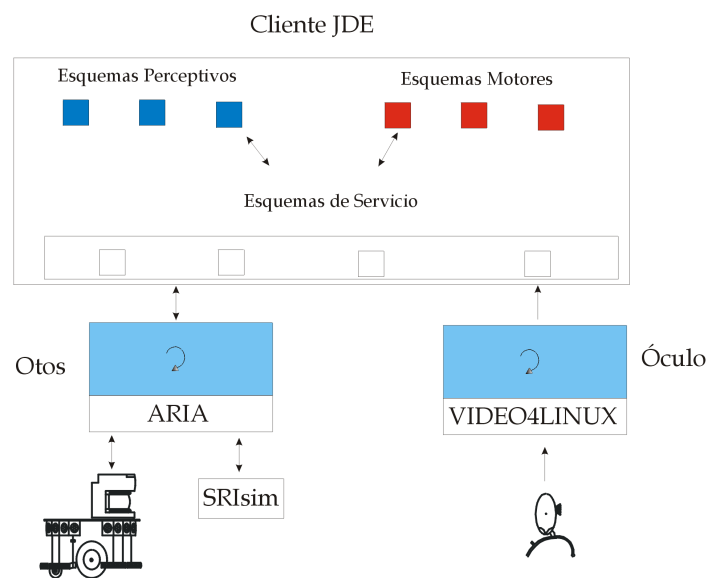 Cliente JDE
Esquemas Perceptivos
Esquemas Motores
Esquemas de Servicio
Otos
ARIA
Óculo
VIDEO4LINUX
SRIsim